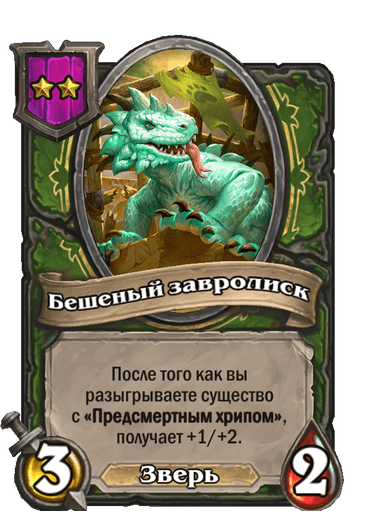 Бешеный завролиск
После того как вы
разыгрываете существо
с «Предсмертным хрипом»,
получает +1/+2.
3
Зверь
2